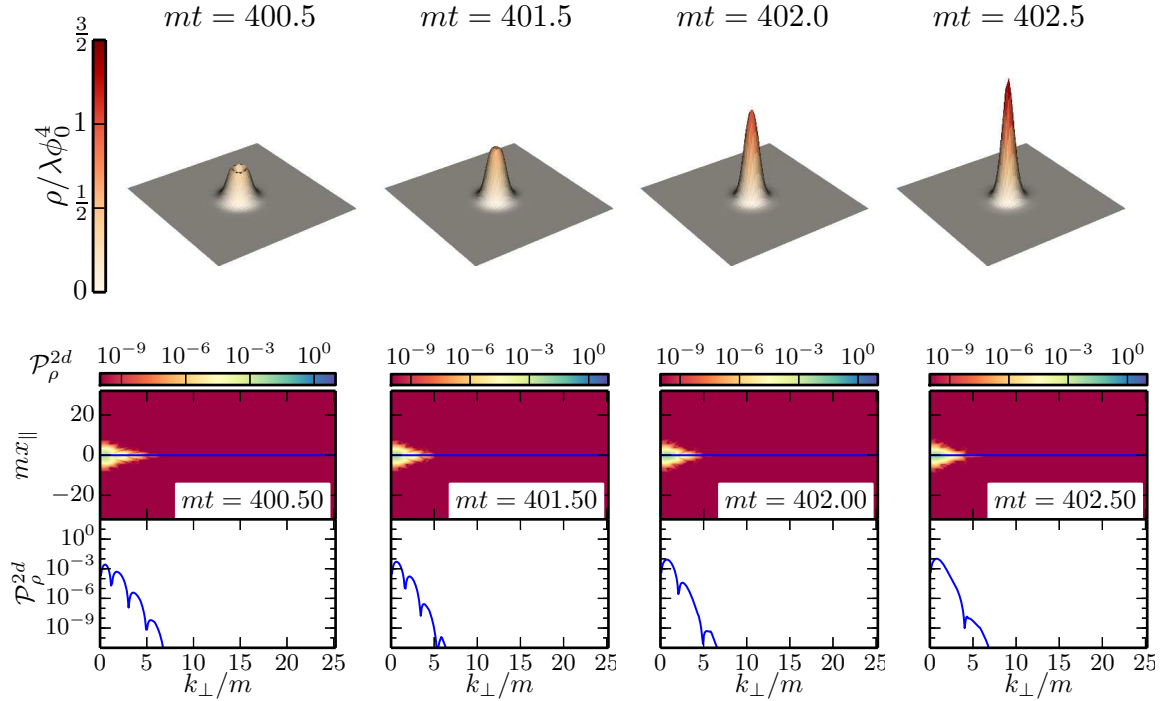 mt = 400.5 mt = 401.5 mt = 402.0 mt = 402.5
ρ/λφ₀⁴
3/2
1
1/2
0
𝒫ρ²ᵈ 10⁻⁹ 10⁻⁶ 10⁻³ 10⁰ 10⁻⁹ 10⁻⁶ 10⁻³ 10⁰ 10⁻⁹ 10⁻⁶ 10⁻³ 10⁰ 10⁻⁹ 10⁻⁶ 10⁻³ 10⁰
mx∥
20
0
−20
mt = 400.50 mt = 401.50 mt = 402.00 mt = 402.50
𝒫ρ²ᵈ
10⁰
10⁻³
10⁻⁶
10⁻⁹
0 5 10 15 20 25 0 5 10 15 20 25 0 5 10 15 20 25 0 5 10 15 20 25
k⊥/m k⊥/m k⊥/m k⊥/m